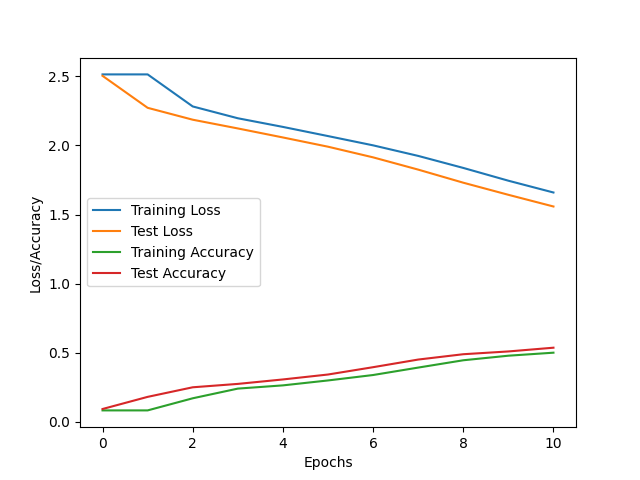 2.5
2.0
1.5
1.0
0.5
0.0
Loss/Accuracy
Training Loss
Test Loss
Training Accuracy
Test Accuracy
0 2 4 6 8 10
Epochs